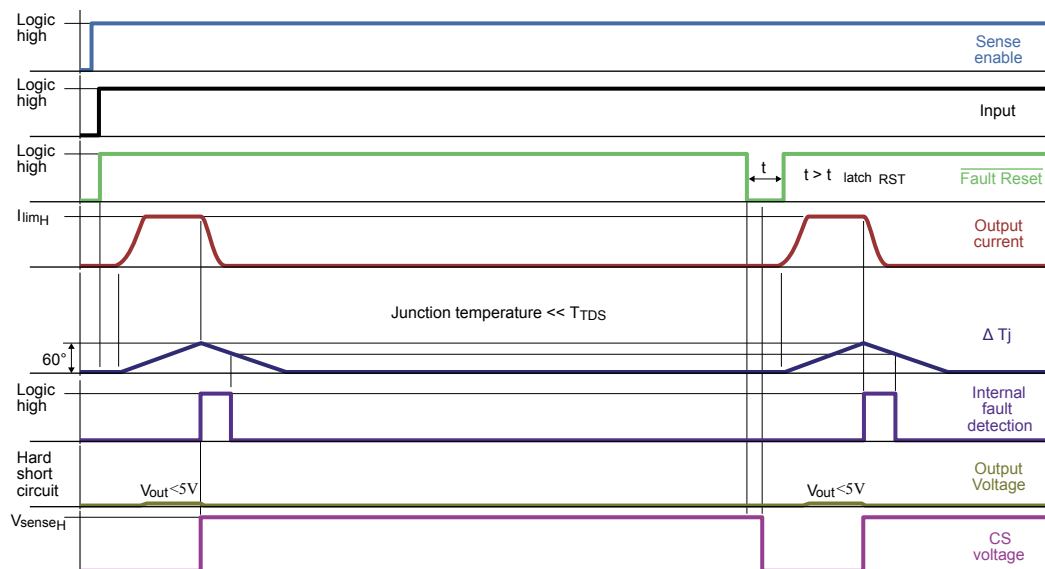 Logic
high
Sense
enable
Logic
high
Input
Logic
high
t
t > t latch RST
Fault Reset
IlimH
Output
current
Junction temperature << TTDS
Δ Tj
60°
Logic
high
Internal
fault
detection
Hard
short
circuit
Vout<5V
Vout<5V
Output
Voltage
VsenseH
CS
voltage